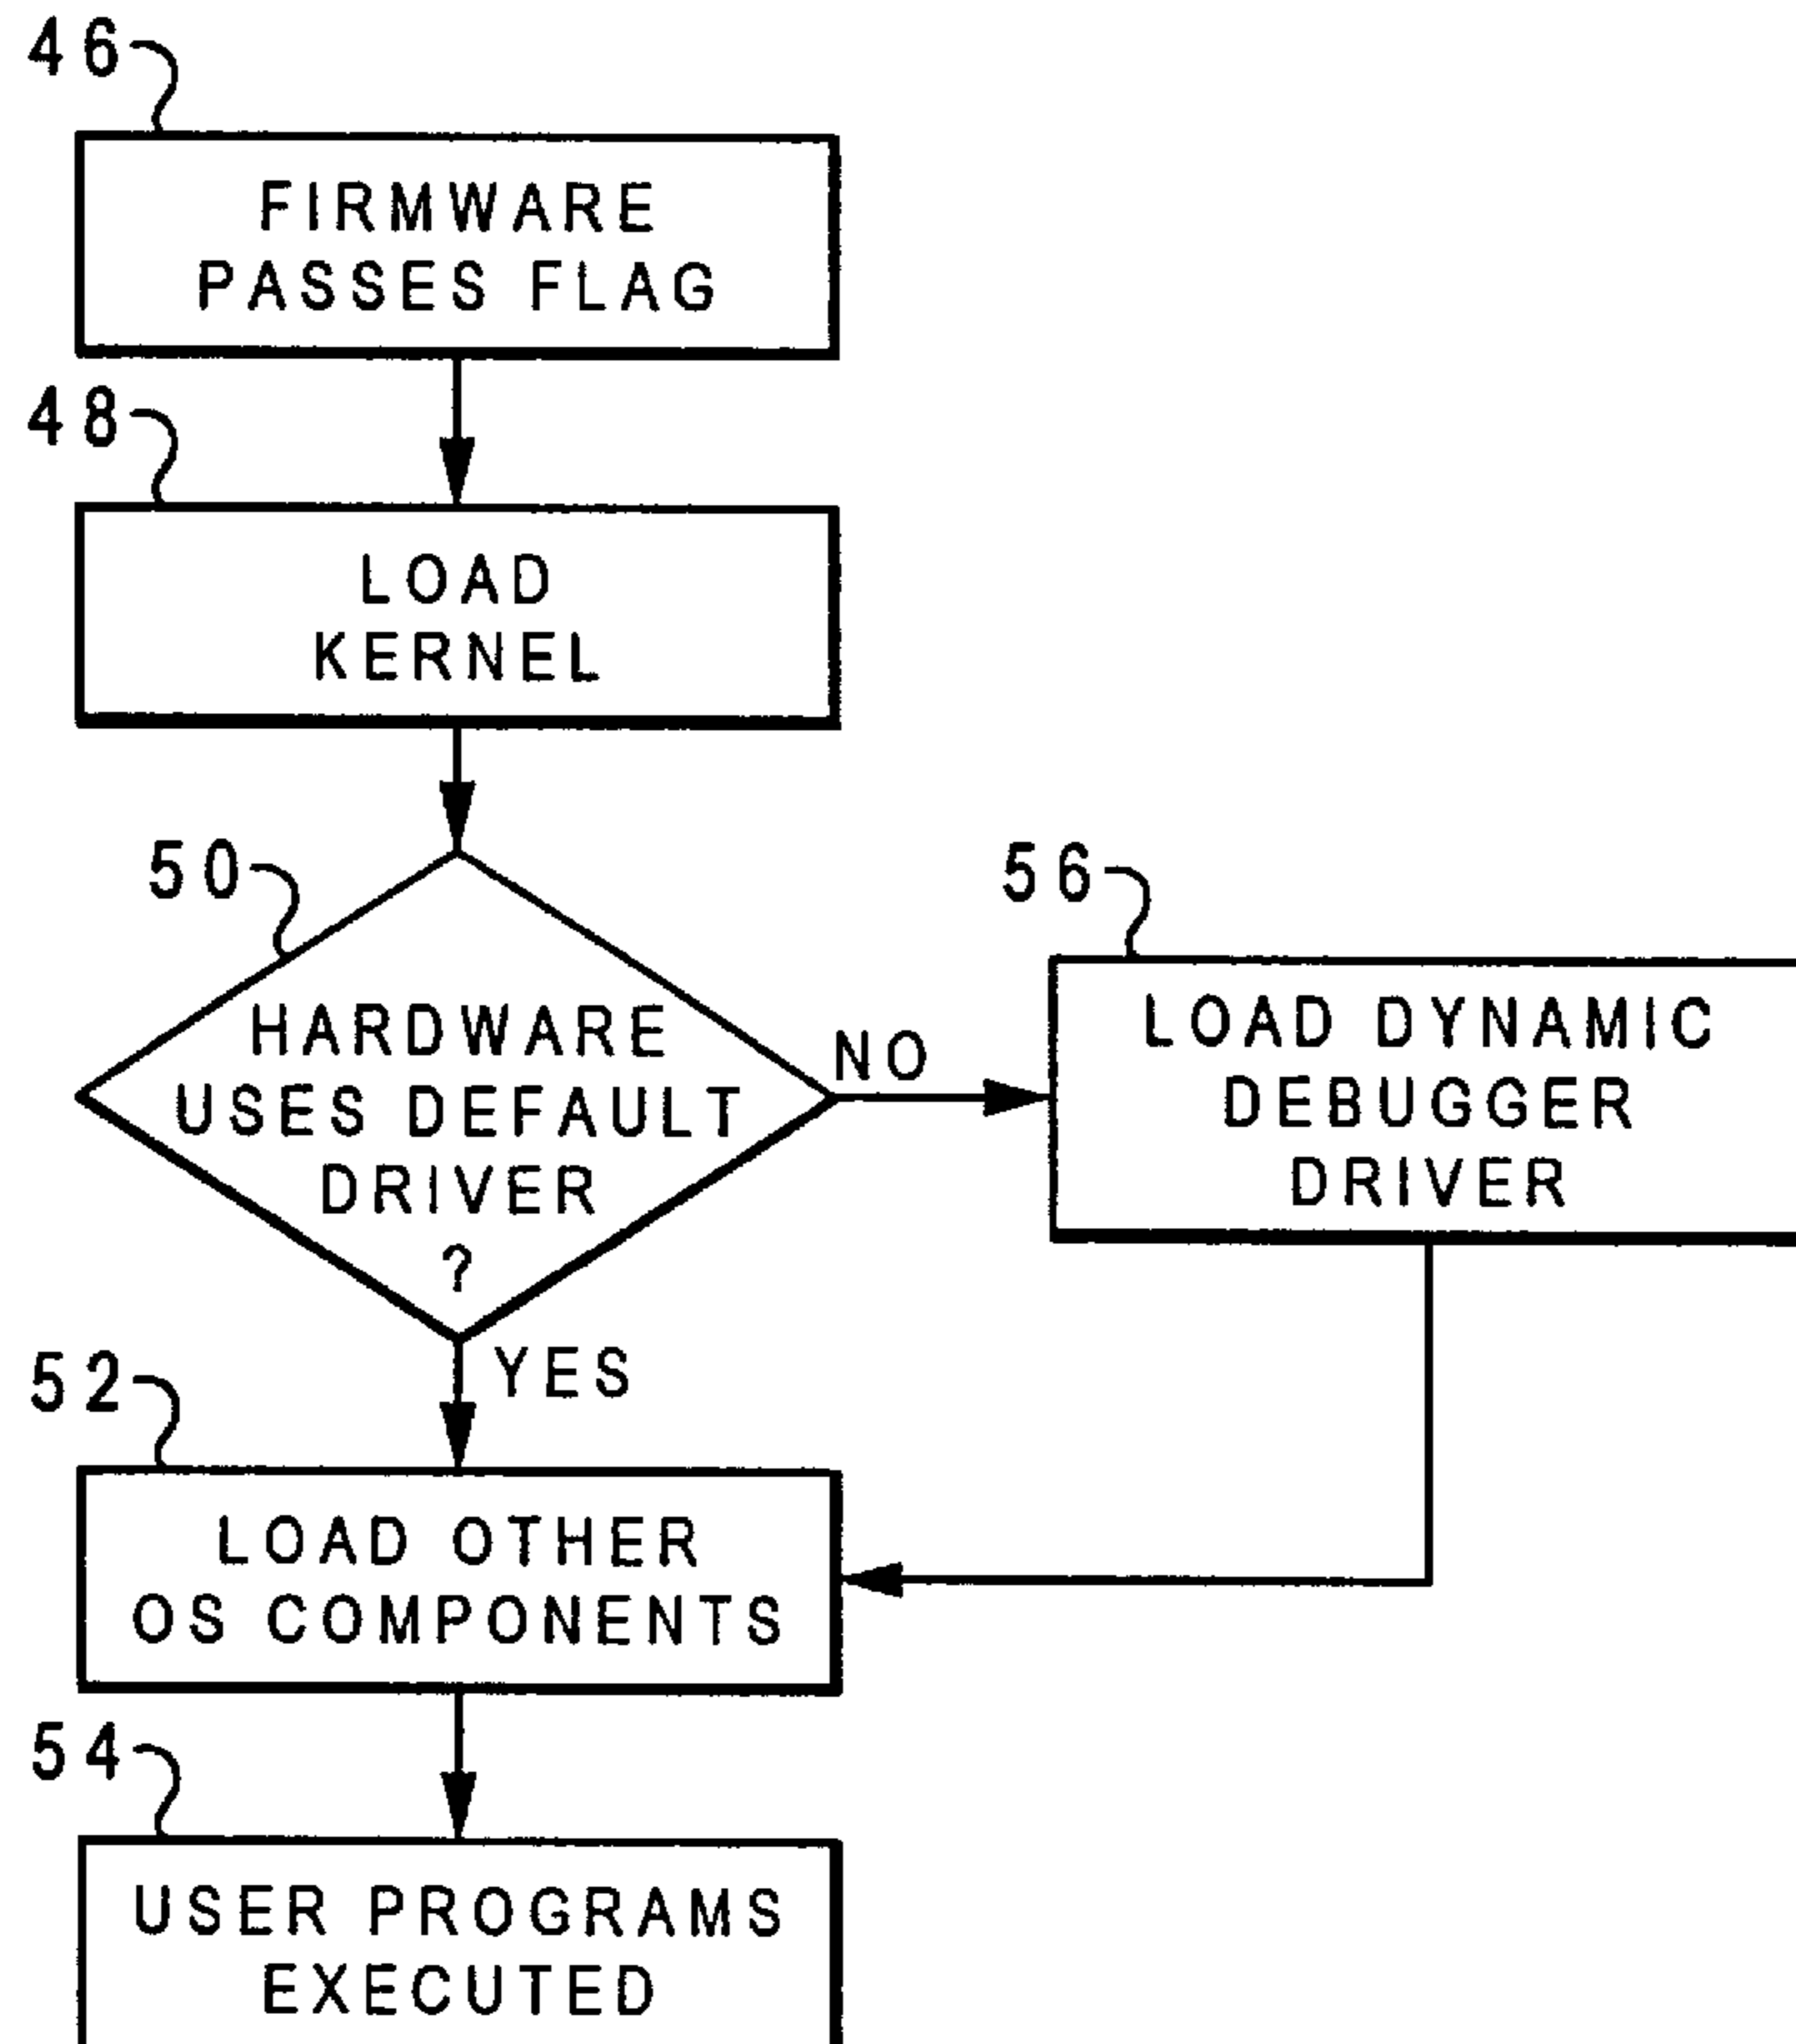 46
FIRMWARE
PASSES FLAG
48
LOAD
KERNEL
50
HARDWARE
USES DEFAULT
DRIVER
?
NO
56
LOAD DYNAMIC
DEBUGGER
DRIVER
YES
52
LOAD OTHER
OS COMPONENTS
54
USER PROGRAMS
EXECUTED